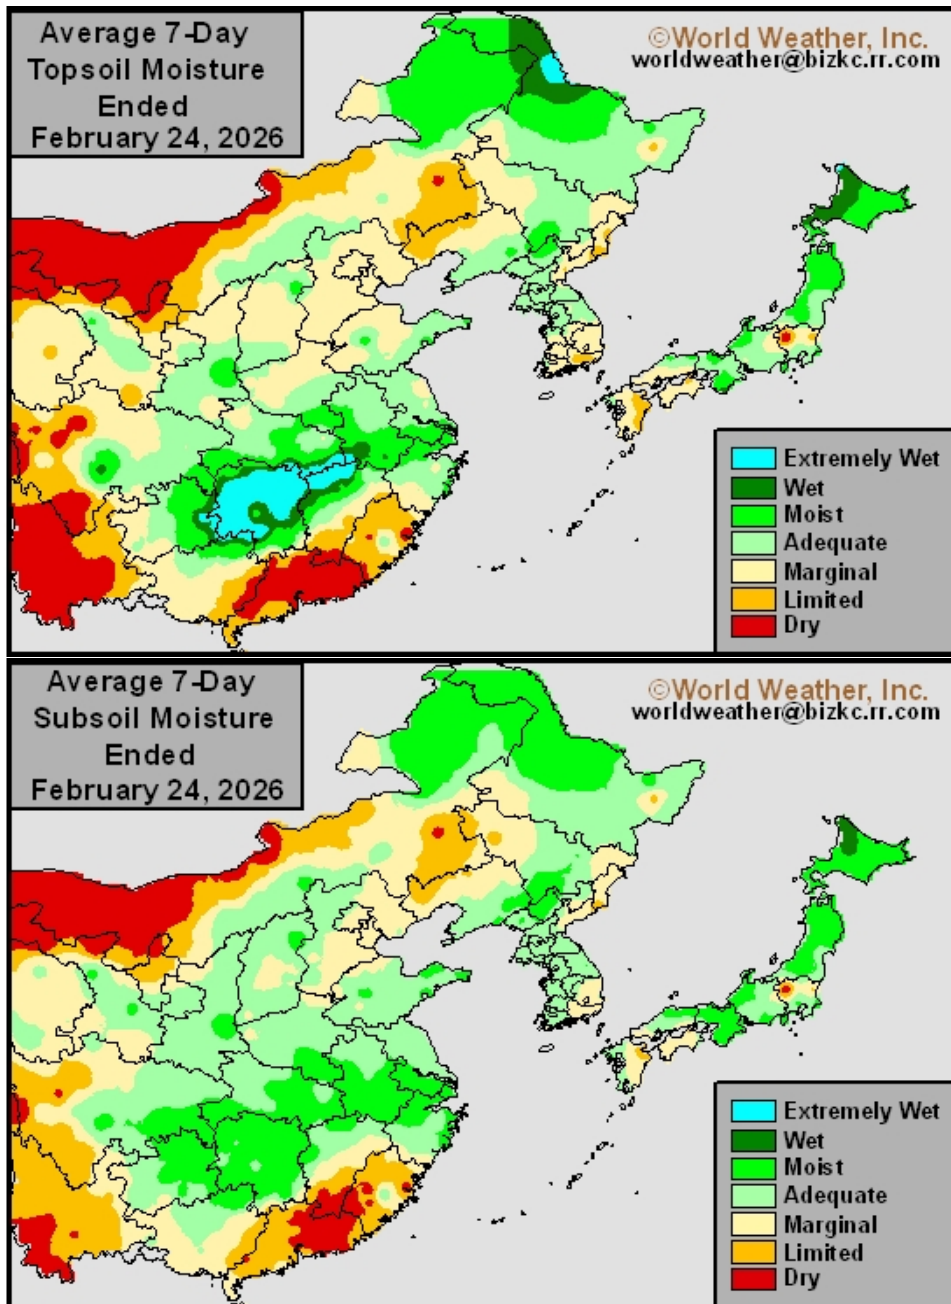 Average 7-Day
Topsoil Moisture
Ended
February 24, 2026
©World Weather, Inc.
worldweather@bizkc.rr.com
Extremely Wet
Wet
Moist
Adequate
Marginal
Limited
Dry
Average 7-Day
Subsoil Moisture
Ended
February 24, 2026
©World Weather, Inc.
worldweather@bizkc.rr.com
Extremely Wet
Wet
Moist
Adequate
Marginal
Limited
Dry